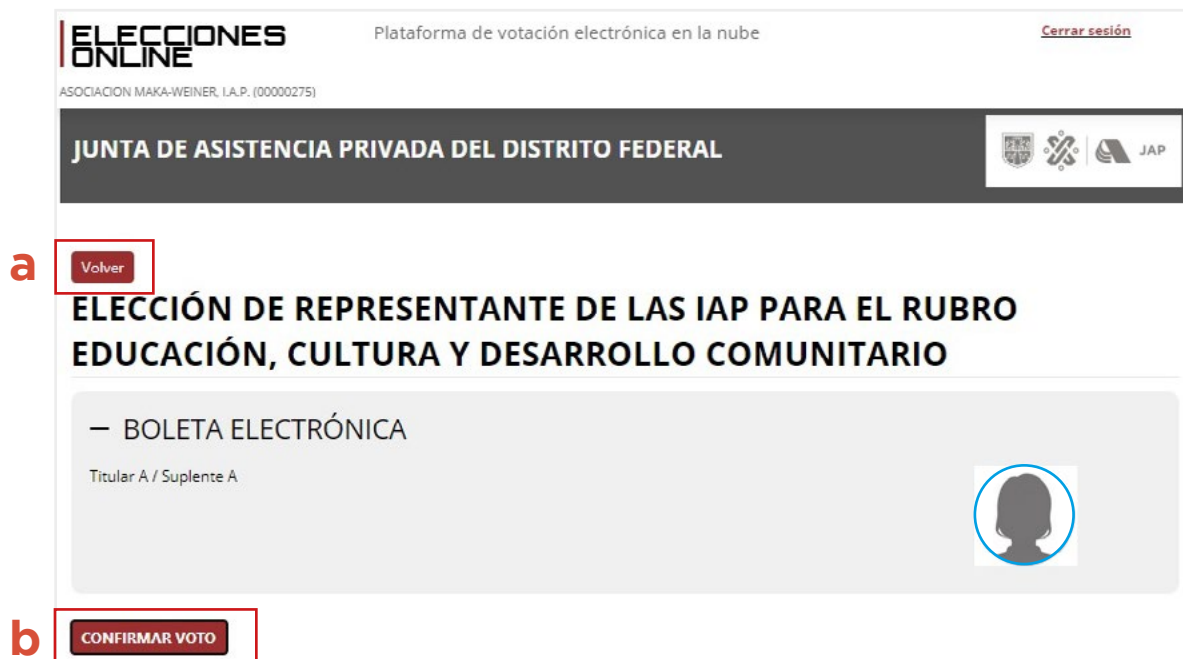 ELECCIONES
ONLINE
Plataforma de votación electrónica en la nube
Cerrar sesión
ASOCIACION MAKA-WEINER, I.A.P. (00000275)
JUNTA DE ASISTENCIA PRIVADA DEL DISTRITO FEDERAL
JAP
a
Volver
ELECCIÓN DE REPRESENTANTE DE LAS IAP PARA EL RUBRO
EDUCACIÓN, CULTURA Y DESARROLLO COMUNITARIO
— BOLETA ELECTRÓNICA
Titular A / Suplente A
b
CONFIRMAR VOTO